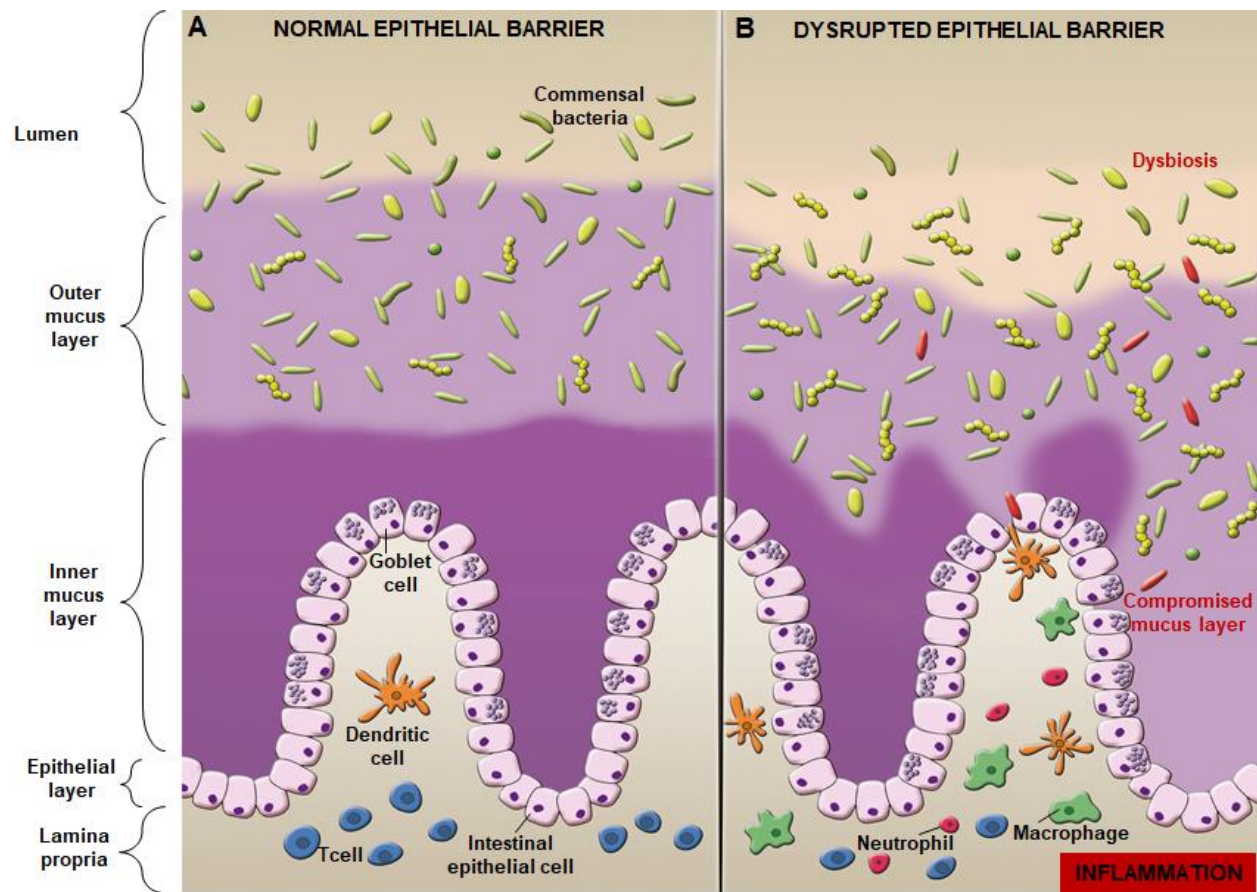 A
NORMAL EPITHELIAL BARRIER
B
DYSRUPTED EPITHELIAL BARRIER
Lumen
Commensal
bacteria
Dysbiosis
Outer
mucus
layer
Inner
mucus
layer
Goblet
cell
Compromised
mucus layer
Dendritic
cell
Epithelial
layer
Lamina
propria
Tcell
Intestinal
epithelial cell
Neutrophil
Macrophage
INFLAMMATION